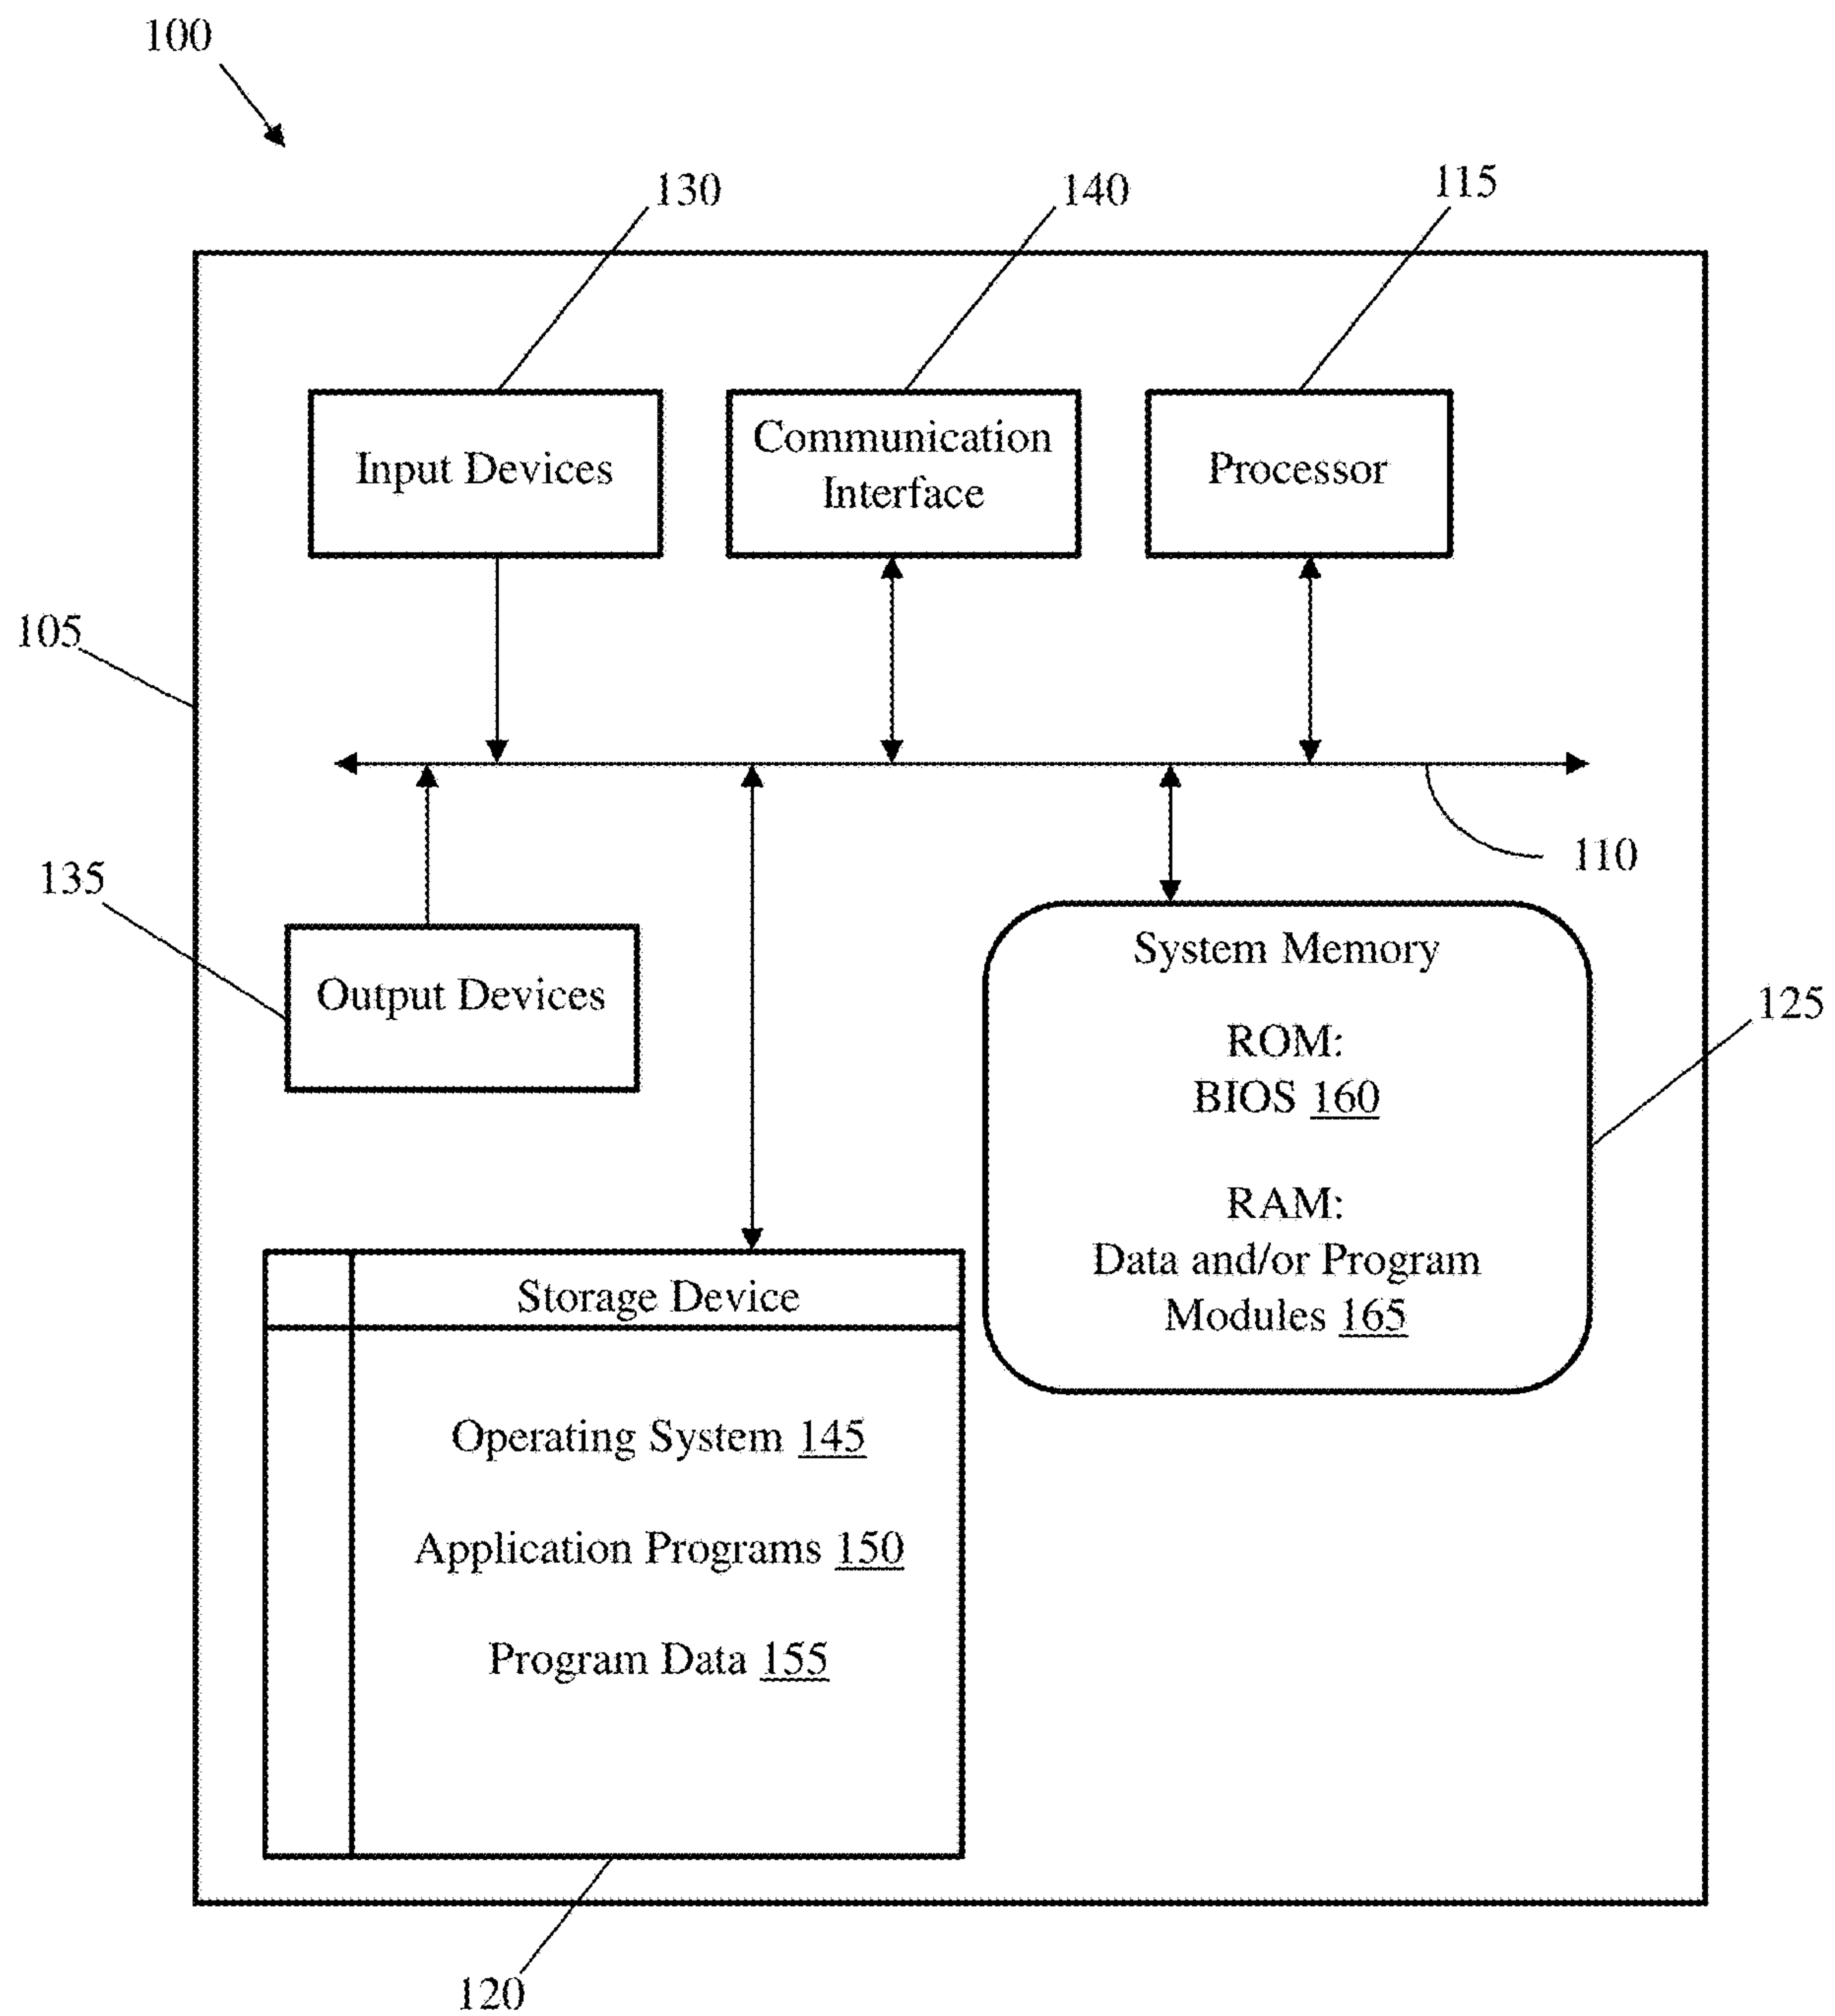 100
130
140
115
Input Devices
Communication
Interface
Processor
105
110
135
Output Devices
System Memory
ROM:
BIOS 160
RAM:
Data and/or Program
Modules 165
125
Storage Device
Operating System 145
Application Programs 150
Program Data 155
120